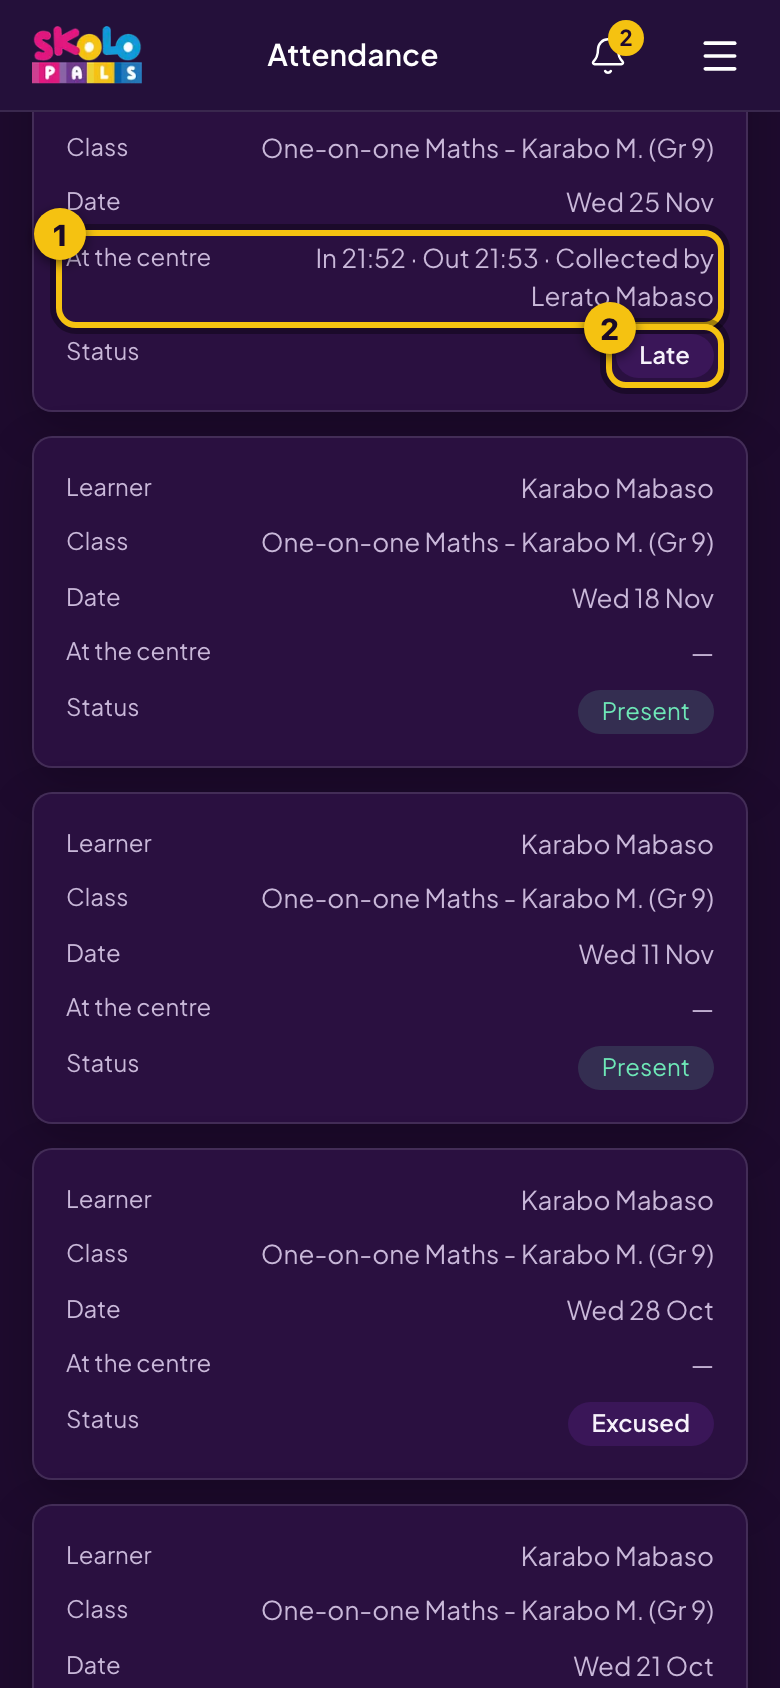 SKOLO
PALS
Attendance
2
Class
One-on-one Maths - Karabo M. (Gr 9)
Date
Wed 25 Nov
1
At the centre
In 21:52 · Out 21:53 · Collected by
Lerato Mabaso
2
Status
Late
Learner
Karabo Mabaso
Class
One-on-one Maths - Karabo M. (Gr 9)
Date
Wed 18 Nov
At the centre
—
Status
Present
Learner
Karabo Mabaso
Class
One-on-one Maths - Karabo M. (Gr 9)
Date
Wed 11 Nov
At the centre
—
Status
Present
Learner
Karabo Mabaso
Class
One-on-one Maths - Karabo M. (Gr 9)
Date
Wed 28 Oct
At the centre
—
Status
Excused
Learner
Karabo Mabaso
Class
One-on-one Maths - Karabo M. (Gr 9)
Date
Wed 21 Oct